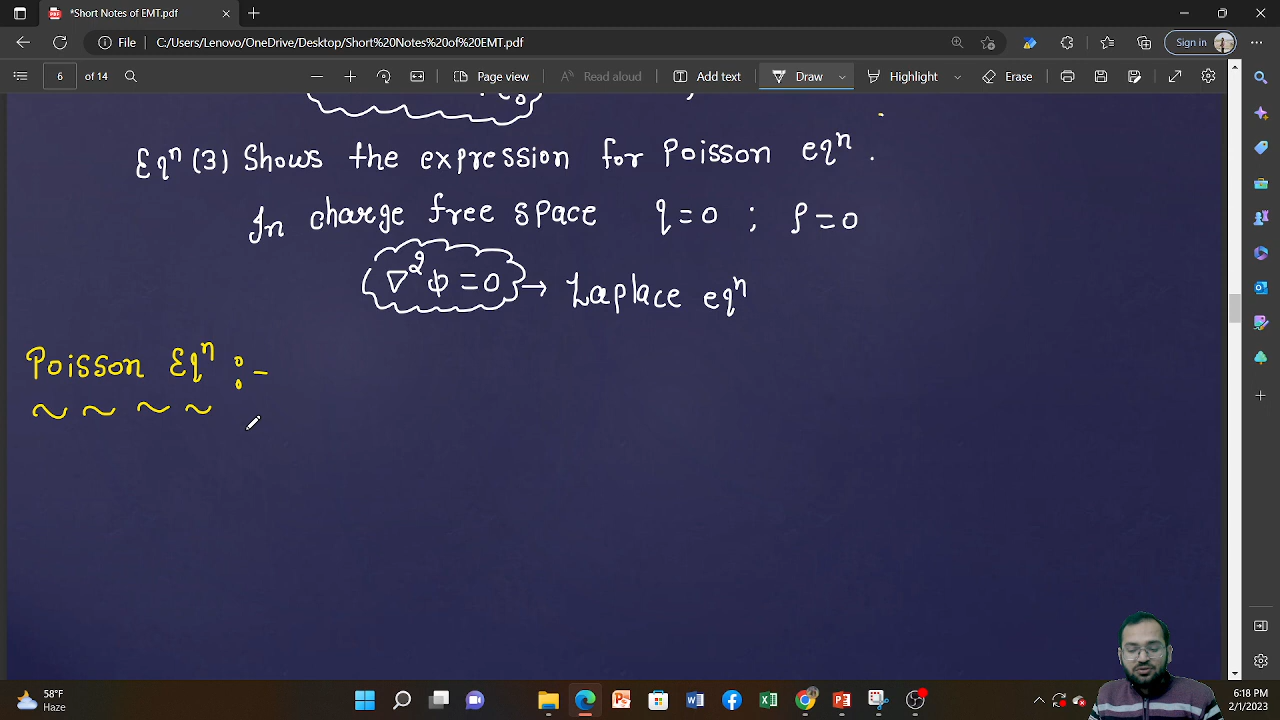 *Short Notes of EMT.pdf
File C:/Users/Lenovo/OneDrive/Desktop/Short%20Notes%20of%20EMT.pdf Sign in
6 of 14 Page view Read aloud Add text Draw Highlight Erase
Eqⁿ (3) Shows the expression for Poisson eqⁿ.
In charge free space q = 0 ; ρ = 0
∇²ϕ = 0 → Laplace eqⁿ
Poisson Eqⁿ :-
58°F
Haze
6:18 PM
2/1/2023